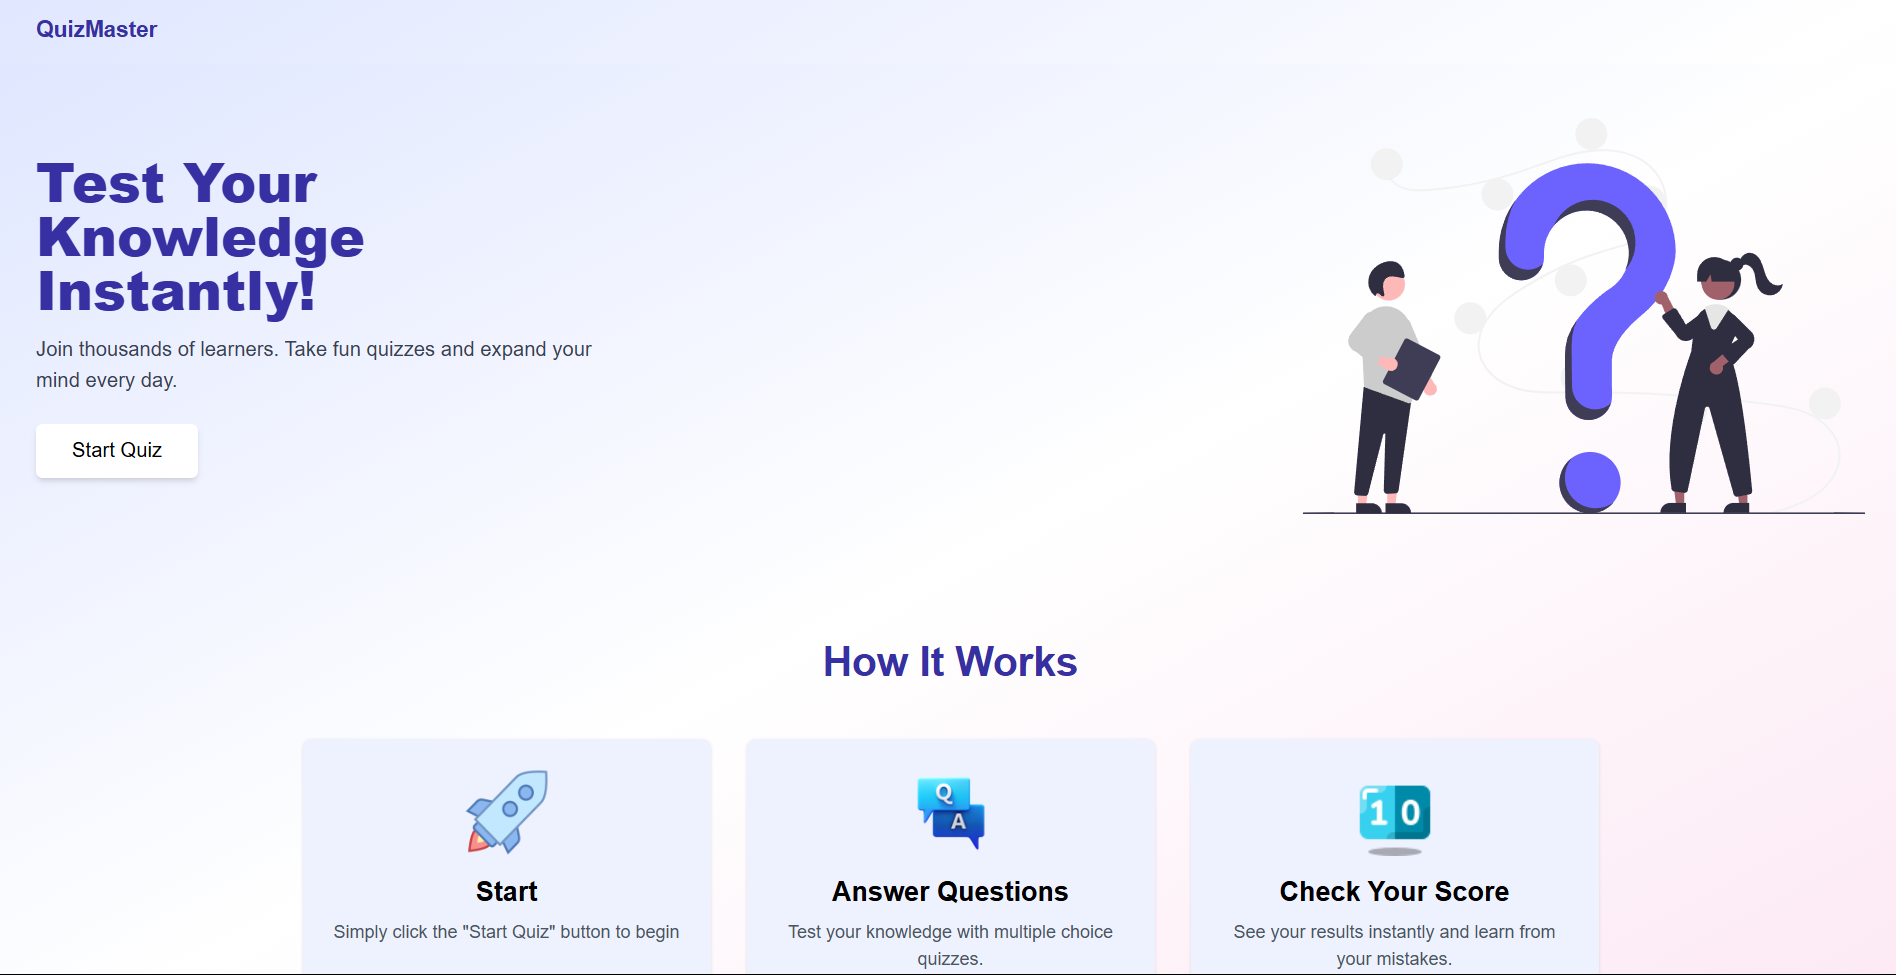 QuizMaster
Test Your
Knowledge
Instantly!
Join thousands of learners. Take fun quizzes and expand your
mind every day.
Start Quiz
How It Works
Q
A
Start
Simply click the "Start Quiz" button to begin
Answer Questions
Test your knowledge with multiple choice
quizzes.
10
Check Your Score
See your results instantly and learn from
your mistakes.